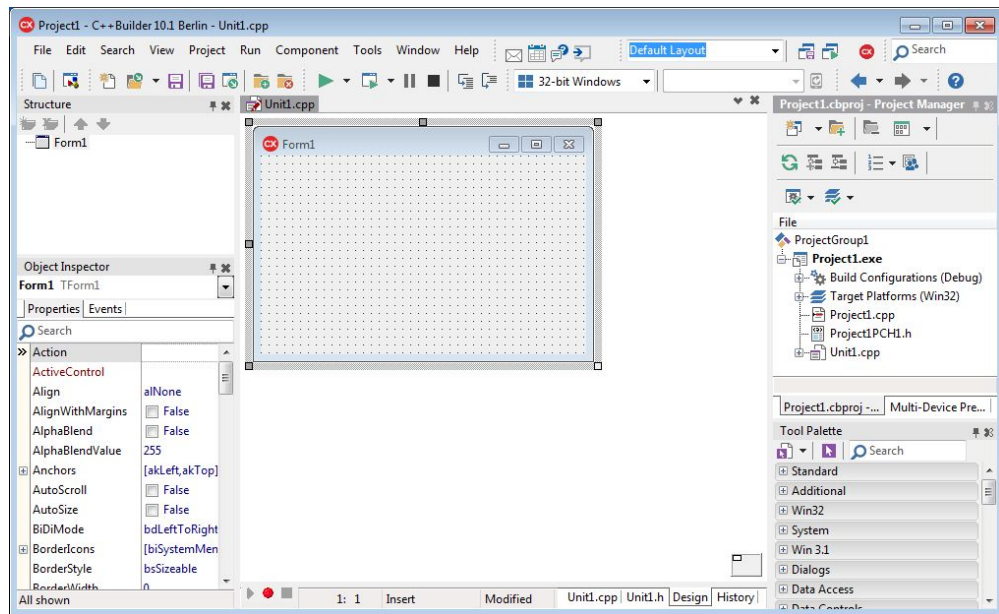 Project1 - C++Builder 10.1 Berlin - Unit1.cpp
File Edit Search View Project Run Component Tools Window Help
Default Layout
Search
32-bit Windows
Structure
Form1
Object Inspector
Form1 TForm1
Properties Events
Search
Action
ActiveControl
Align alNone
AlignWithMargins False
AlphaBlend False
AlphaBlendValue 255
Anchors [akLeft,akTop]
AutoScroll False
AutoSize False
BiDiMode bdLeftToRight
BorderIcons [biSystemMen
BorderStyle bsSizeable
BorderWidth 0
All shown
Unit1.cpp
Form1
1: 1 Insert Modified Unit1.cpp Unit1.h Design History
Project1.cbproj - Project Manager
File
ProjectGroup1
Project1.exe
Build Configurations (Debug)
Target Platforms (Win32)
Project1.cpp
Project1PCH1.h
Unit1.cpp
Project1.cbproj -... Multi-Device Pre...
Tool Palette
Search
Standard
Additional
Win32
System
Win 3.1
Dialogs
Data Access
Data Controls